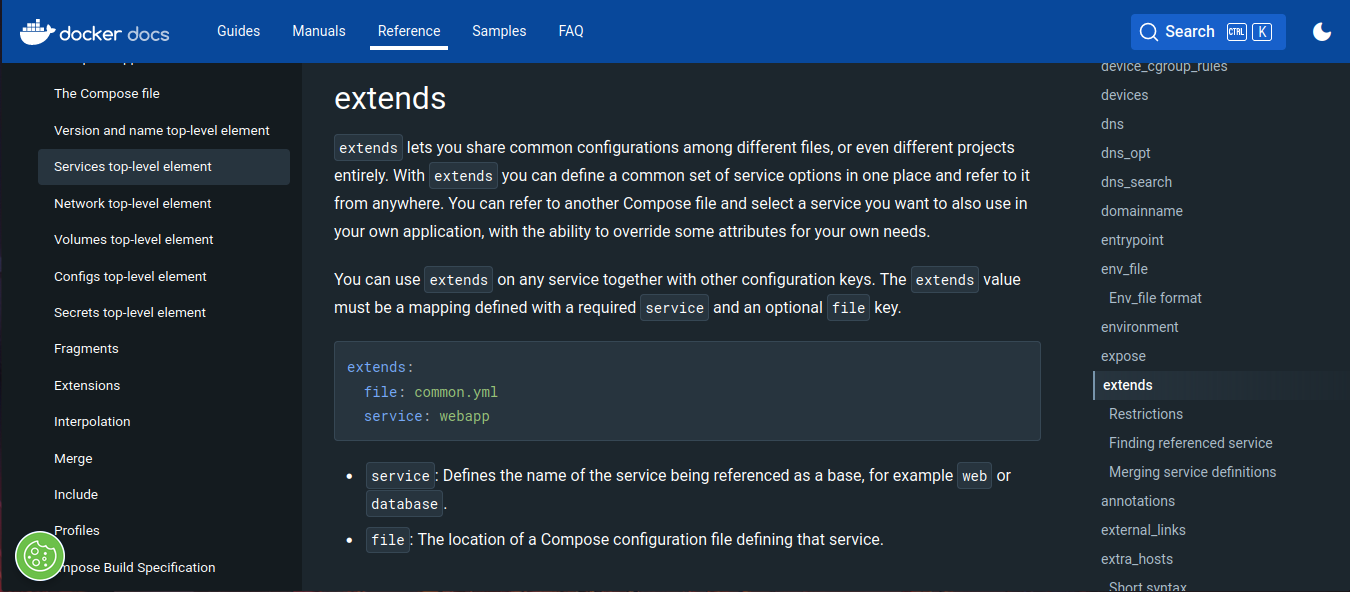 docker docs
Guides
Manuals
Reference
Samples
FAQ
Search CTRL K
The Compose file
Version and name top-level element
Services top-level element
Network top-level element
Volumes top-level element
Configs top-level element
Secrets top-level element
Fragments
Extensions
Interpolation
Merge
Include
Profiles
mpose Build Specification
extends
extends lets you share common configurations among different files, or even different projects
entirely. With extends you can define a common set of service options in one place and refer to it
from anywhere. You can refer to another Compose file and select a service you want to also use in
your own application, with the ability to override some attributes for your own needs.
You can use extends on any service together with other configuration keys. The extends value
must be a mapping defined with a required service and an optional file key.
extends:
  file: common.yml
  service: webapp
• service: Defines the name of the service being referenced as a base, for example web or
database.
• file: The location of a Compose configuration file defining that service.
device_cgroup_rules
devices
dns
dns_opt
dns_search
domainname
entrypoint
env_file
Env_file format
environment
expose
extends
Restrictions
Finding referenced service
Merging service definitions
annotations
external_links
extra_hosts
Short syntax